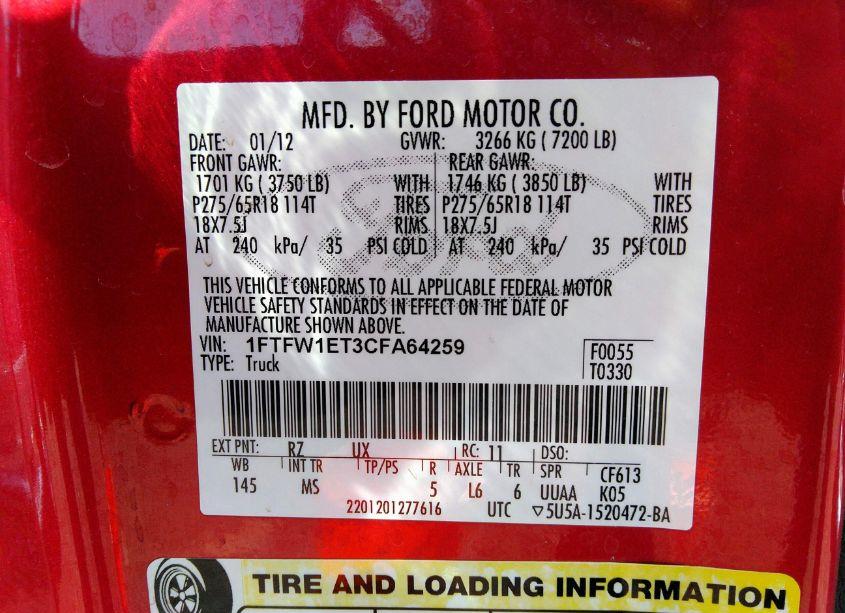 MFD. BY FORD MOTOR CO.
DATE: 01/12 GVWR: 3266 KG ( 7200 LB)
FRONT GAWR: REAR GAWR:
1701 KG ( 3750 LB) WITH 1746 KG ( 3850 LB) WITH
P275/65R18 114T TIRES P275/65R18 114T TIRES
18X7.5J RIMS 18X7.5J RIMS
AT 240 kPa/ 35 PSI COLD AT 240 kPa/ 35 PSI COLD
THIS VEHICLE CONFORMS TO ALL APPLICABLE FEDERAL MOTOR
VEHICLE SAFETY STANDARDS IN EFFECT ON THE DATE OF
MANUFACTURE SHOWN ABOVE.
VIN: 1FTFW1ET3CFA64259 F0055
TYPE: Truck T0330
EXT PNT: RZ UX RC: 11 DSO:
WB INT TR TP/PS R AXLE TR SPR CF613
145 MS 5 L6 6 UUAA K05
2201201277616 UTC ▽5U5A-1520472-BA
TIRE AND LOADING INFORMATION